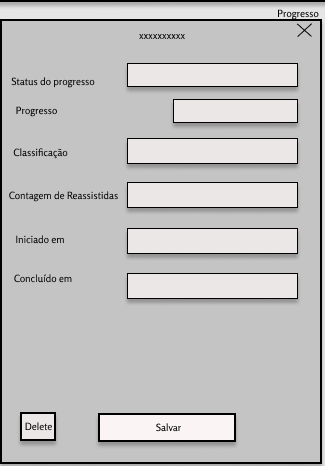 Progresso
xxxxxxxxxx
Status do progresso
Progresso
Classificação
Contagem de Reassistidas
Iniciado em
Concluído em
Delete
Salvar